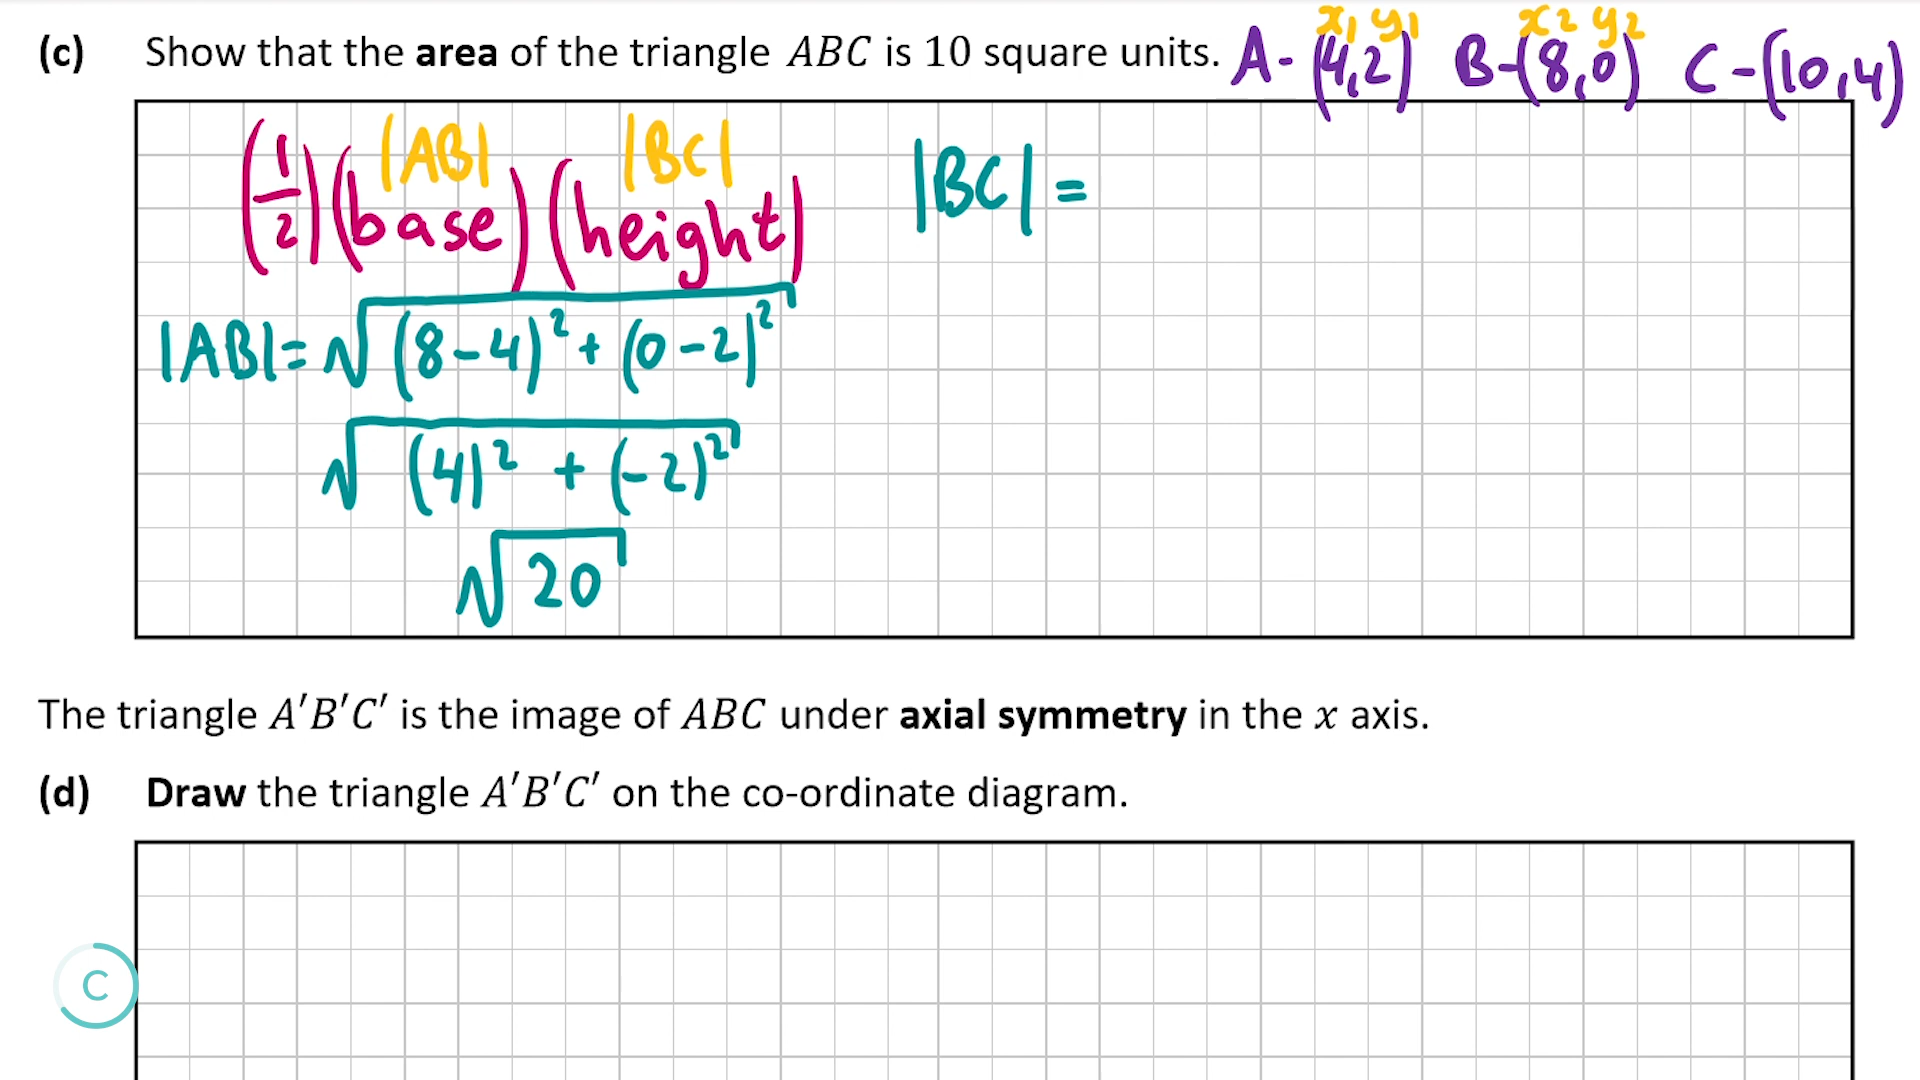 (c) Show that the area of the triangle ABC is 10 square units. A-(4,2) B-(8,0) C-(10,4)
x₁ y₁ x₂ y₂
|AB| |BC|
(1/2)(base)(height) |BC| =
|AB|= √(8-4)² + (0-2)²
√(4)² + (-2)²
√20
The triangle A′B′C′ is the image of ABC under axial symmetry in the x axis.
(d) Draw the triangle A′B′C′ on the co-ordinate diagram.
C